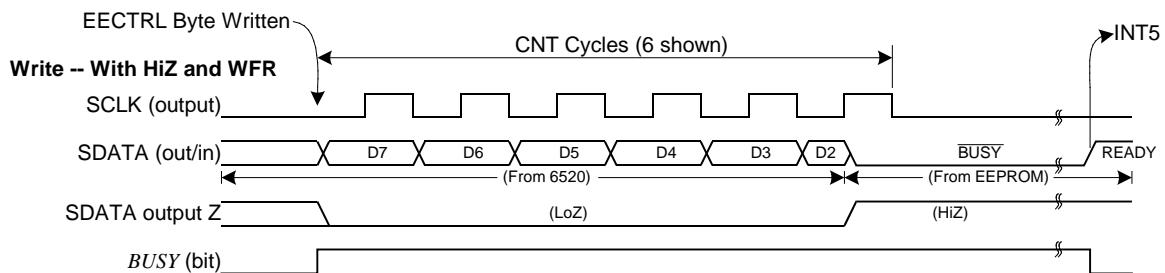 EECTRL Byte Written
INT5
CNT Cycles (6 shown)
Write -- With HiZ and WFR
SCLK (output)
SDATA (out/in) D7 D6 D5 D4 D3 D2 BUSY READY
(From 6520) (From EEPROM)
SDATA output Z (LoZ) (HiZ)
BUSY (bit)